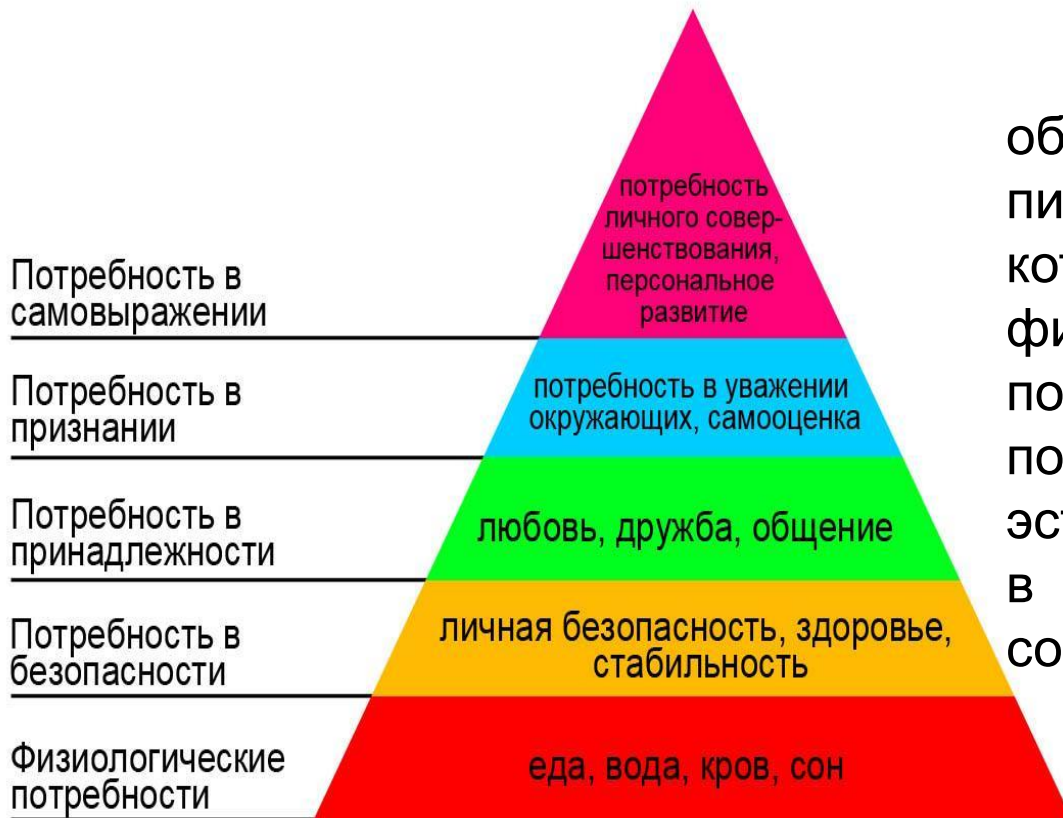 потребность
личного совер-
шенствования,
персональное
развитие
Потребность в
самовыражении
потребность в уважении
окружающих, самооценка
Потребность в
признании
любовь, дружба, общение
Потребность в
принадлежности
личная безопасность, здоровье,
стабильность
Потребность в
безопасности
еда, вода, кров, сон
Физиологические
потребности
в